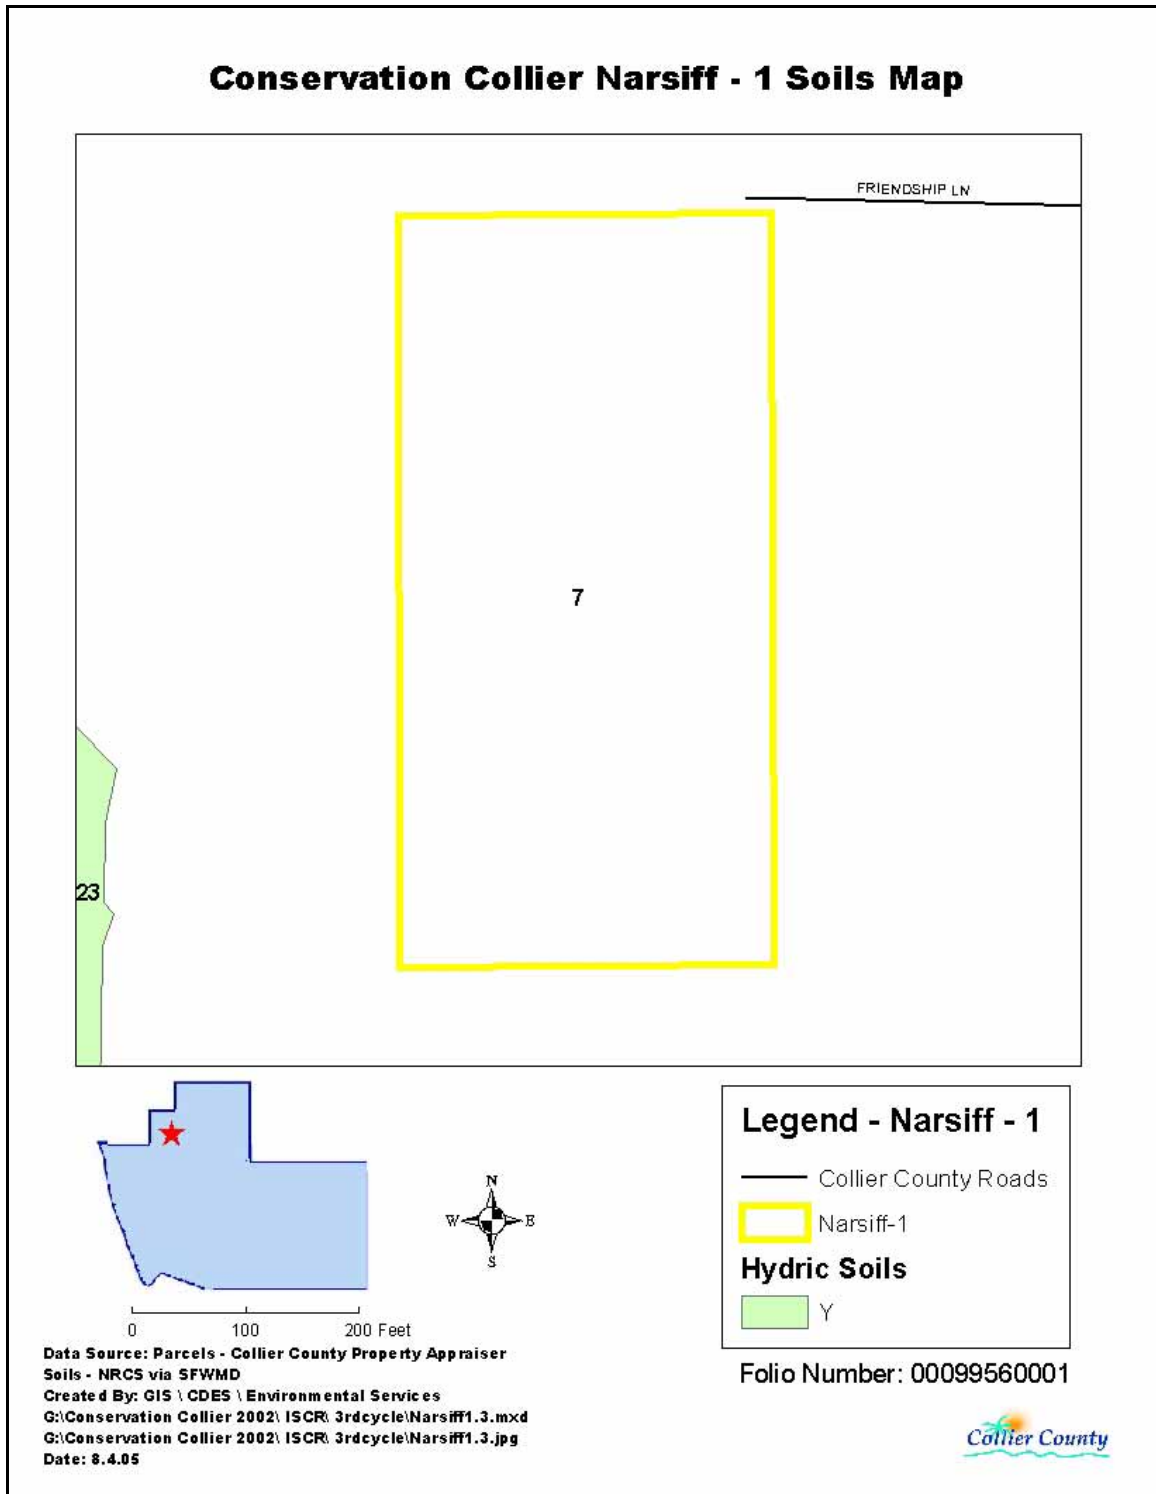 Conservation Collier Narsiff - 1 Soils Map
FRIENDSHIP LN
7
23
N
W E
S
0 100 200 Feet
Data Source: Parcels - Collier County Property Appraiser
Soils - NRCS via SFWMD
Created By: GIS \ CDES \ Environmental Services
G:\Conservation Collier 2002\ ISCR\ 3rdcycle\Narsiff1.3.mxd
G:\Conservation Collier 2002\ ISCR\ 3rdcycle\Narsiff1.3.jpg
Date: 8.4.05
Legend - Narsiff - 1
Collier County Roads
Narsiff-1
Hydric Soils
Y
Folio Number: 00099560001
Collier County